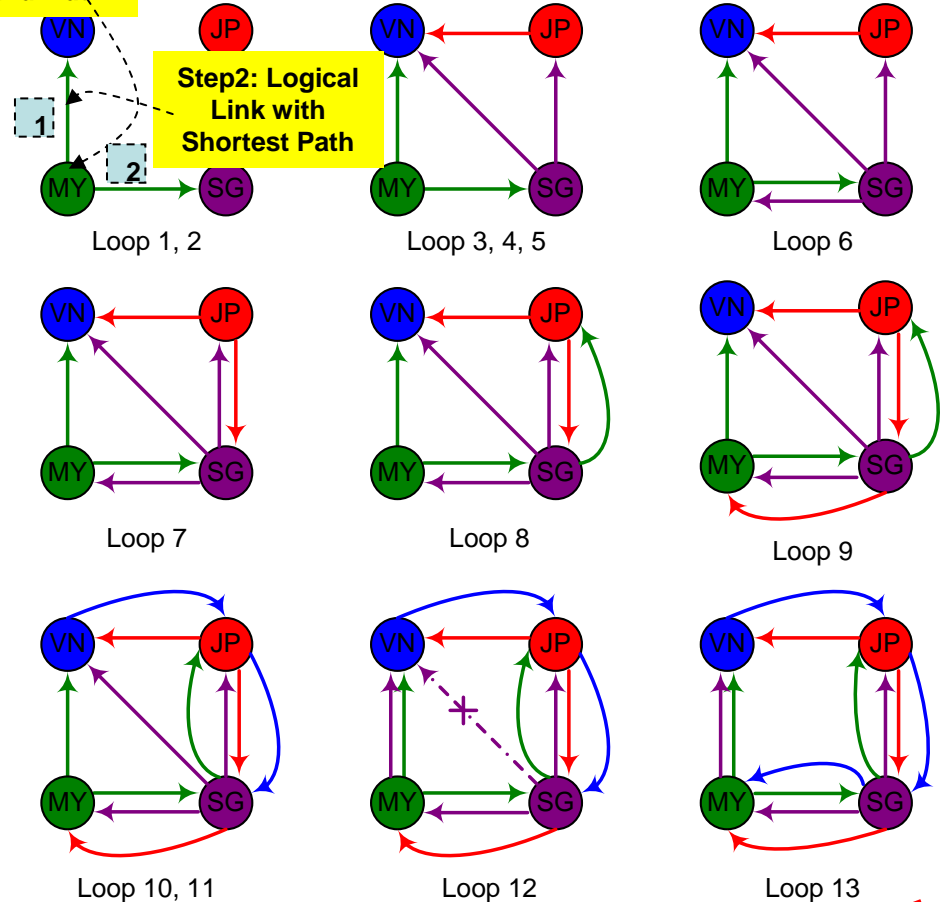 VN JP
Step2: Logical
Link with
Shortest Path
1
2
MY SG
Loop 1, 2
VN JP
MY SG
Loop 3, 4, 5
VN JP
MY SG
Loop 6
VN JP
MY SG
Loop 7
VN JP
MY SG
Loop 8
VN JP
MY SG
Loop 9
VN JP
MY SG
Loop 10, 11
VN JP
MY SG
Loop 12
VN JP
MY SG
Loop 13